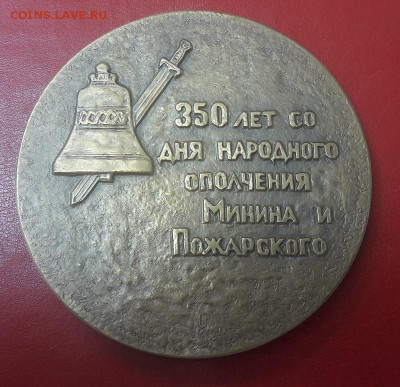 COINS.LAVE.RU
350 ЛЕТ СО
ДНЯ НАРОДНОГО
ОПОЛЧЕНИЯ
МИНИНА И
ПОЖАРСКОГО